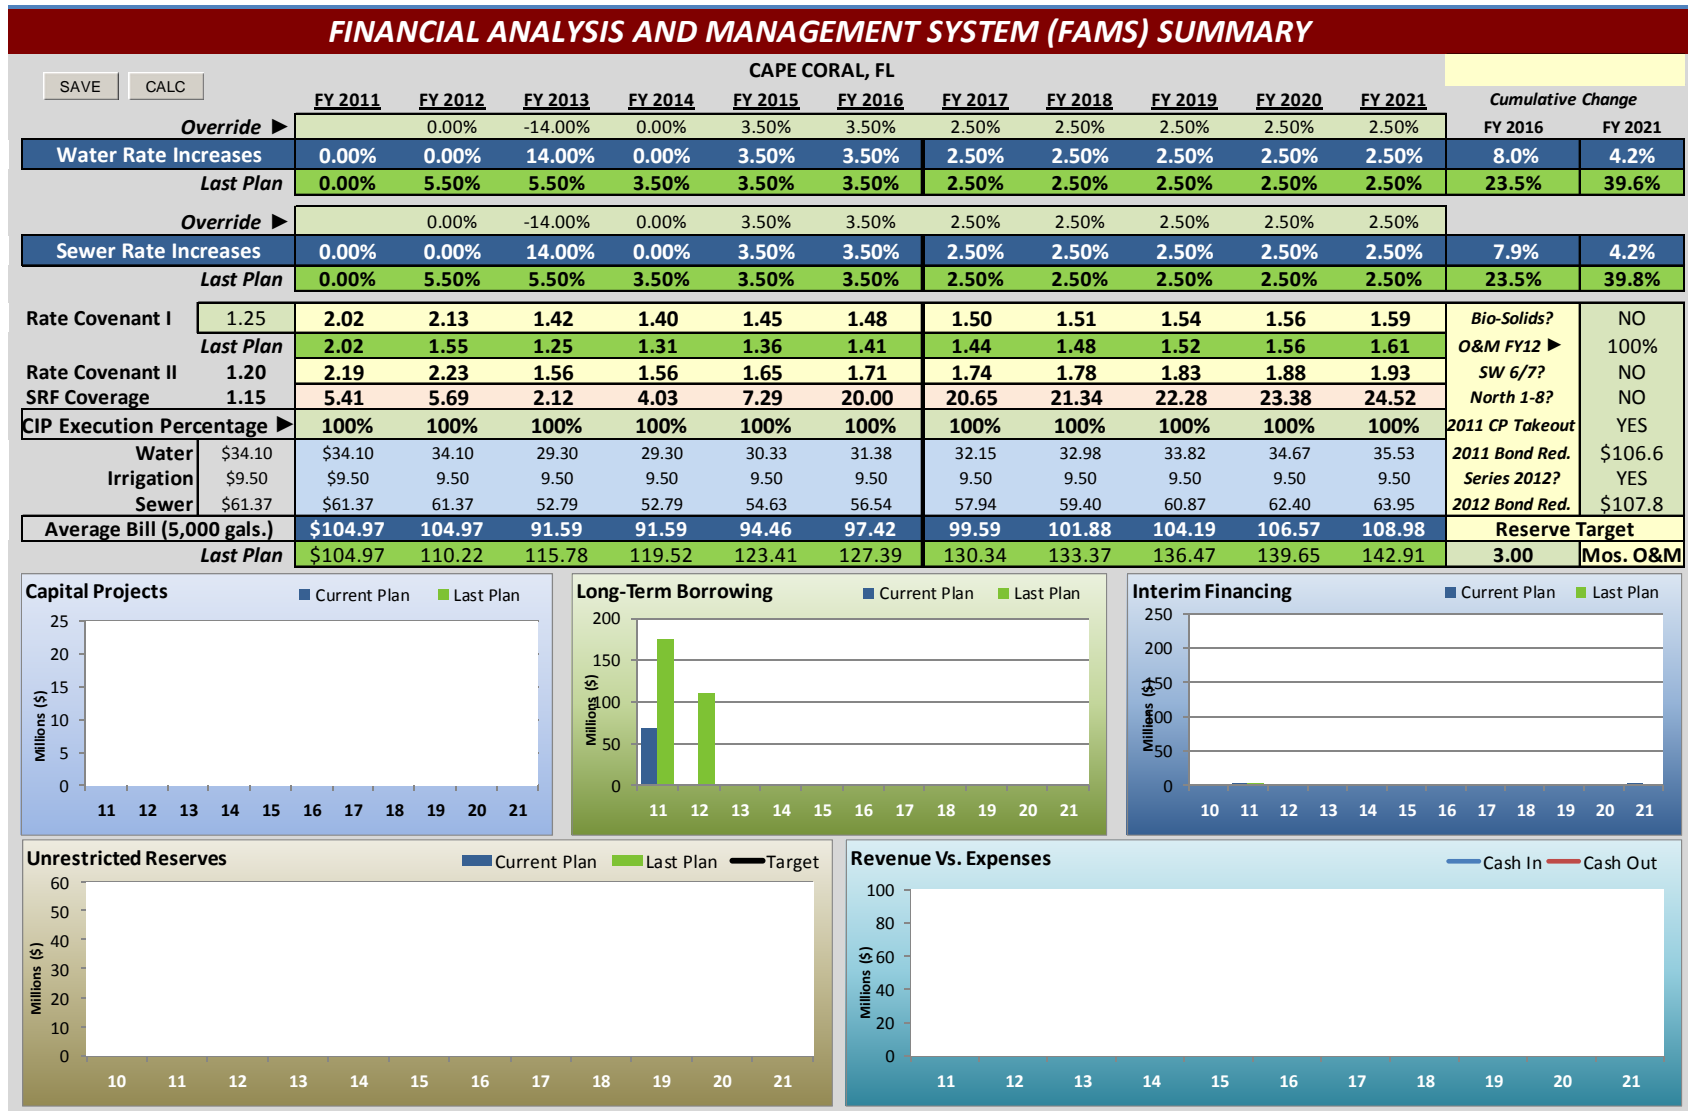 FINANCIAL ANALYSIS AND MANAGEMENT SYSTEM (FAMS) SUMMARY
SAVE CALC CAPE CORAL, FL
FY 2011 FY 2012 FY 2013 FY 2014 FY 2015 FY 2016 FY 2017 FY 2018 FY 2019 FY 2020 FY 2021 Cumulative Change
Override ► 0.00% -14.00% 0.00% 3.50% 3.50% 2.50% 2.50% 2.50% 2.50% 2.50% FY 2016 FY 2021
Water Rate Increases 0.00% 0.00% 14.00% 0.00% 3.50% 3.50% 2.50% 2.50% 2.50% 2.50% 2.50% 8.0% 4.2%
Last Plan 0.00% 5.50% 5.50% 3.50% 3.50% 3.50% 2.50% 2.50% 2.50% 2.50% 2.50% 23.5% 39.6%
Override ► 0.00% -14.00% 0.00% 3.50% 3.50% 2.50% 2.50% 2.50% 2.50% 2.50%
Sewer Rate Increases 0.00% 0.00% 14.00% 0.00% 3.50% 3.50% 2.50% 2.50% 2.50% 2.50% 2.50% 7.9% 4.2%
Last Plan 0.00% 5.50% 5.50% 3.50% 3.50% 3.50% 2.50% 2.50% 2.50% 2.50% 2.50% 23.5% 39.8%
Rate Covenant I 1.25 2.02 2.13 1.42 1.40 1.45 1.48 1.50 1.51 1.54 1.56 1.59 Bio-Solids? NO
Last Plan 2.02 1.55 1.25 1.31 1.36 1.41 1.44 1.48 1.52 1.56 1.61 O&M FY12 ► 100%
Rate Covenant II 1.20 2.19 2.23 1.56 1.56 1.65 1.71 1.74 1.78 1.83 1.88 1.93 SW 6/7? NO
SRF Coverage 1.15 5.41 5.69 2.12 4.03 7.29 20.00 20.65 21.34 22.28 23.38 24.52 North 1-8? NO
CIP Execution Percentage ► 100% 100% 100% 100% 100% 100% 100% 100% 100% 100% 100% 2011 CP Takeout YES
Water $34.10 $34.10 34.10 29.30 29.30 30.33 31.38 32.15 32.98 33.82 34.67 35.53 2011 Bond Red. $106.6
Irrigation $9.50 $9.50 9.50 9.50 9.50 9.50 9.50 9.50 9.50 9.50 9.50 9.50 Series 2012? YES
Sewer $61.37 $61.37 61.37 52.79 52.79 54.63 56.54 57.94 59.40 60.87 62.40 63.95 2012 Bond Red. $107.8
Average Bill (5,000 gals.) $104.97 104.97 91.59 91.59 94.46 97.42 99.59 101.88 104.19 106.57 108.98 Reserve Target
Last Plan $104.97 110.22 115.78 119.52 123.41 127.39 130.34 133.37 136.47 139.65 142.91 3.00 Mos. O&M
Capital Projects Current Plan Last Plan
25
20
15
10
5
0
Millions ($)
11 12 13 14 15 16 17 18 19 20 21
Long-Term Borrowing Current Plan Last Plan
200
150
100
50
0
Millions ($)
11 12 13 14 15 16 17 18 19 20 21
Interim Financing Current Plan Last Plan
250
200
150
100
50
0
Millions ($)
10 11 12 13 14 15 16 17 18 19 20 21
Unrestricted Reserves Current Plan Last Plan Target
60
50
40
30
20
10
0
Millions ($)
10 11 12 13 14 15 16 17 18 19 20 21
Revenue Vs. Expenses Cash In Cash Out
100
80
60
40
20
0
Millions ($)
11 12 13 14 15 16 17 18 19 20 21